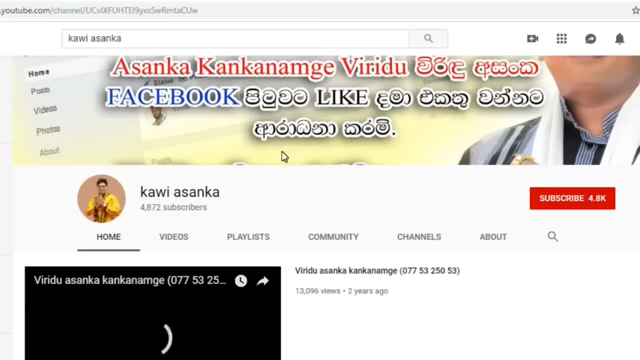 youtube.com/channel/UCvIXFUHTEI9yxsSwRmtaCUw
kawi asanka
Home
Posts
Videos
Photos
About
Asanka Kankanamge Viridu විරිඳු අසංක
FACEBOOK පිටුවට LIKE දමා එකතු වන්නට
ආරාධනා කරමි.
kawi asanka
4,872 subscribers
SUBSCRIBE 4.8K
HOME VIDEOS PLAYLISTS COMMUNITY CHANNELS ABOUT
Viridu asanka kankanamge (077 53 25...
Viridu asanka kankanamge (077 53 250 53)
13,096 views • 2 years ago